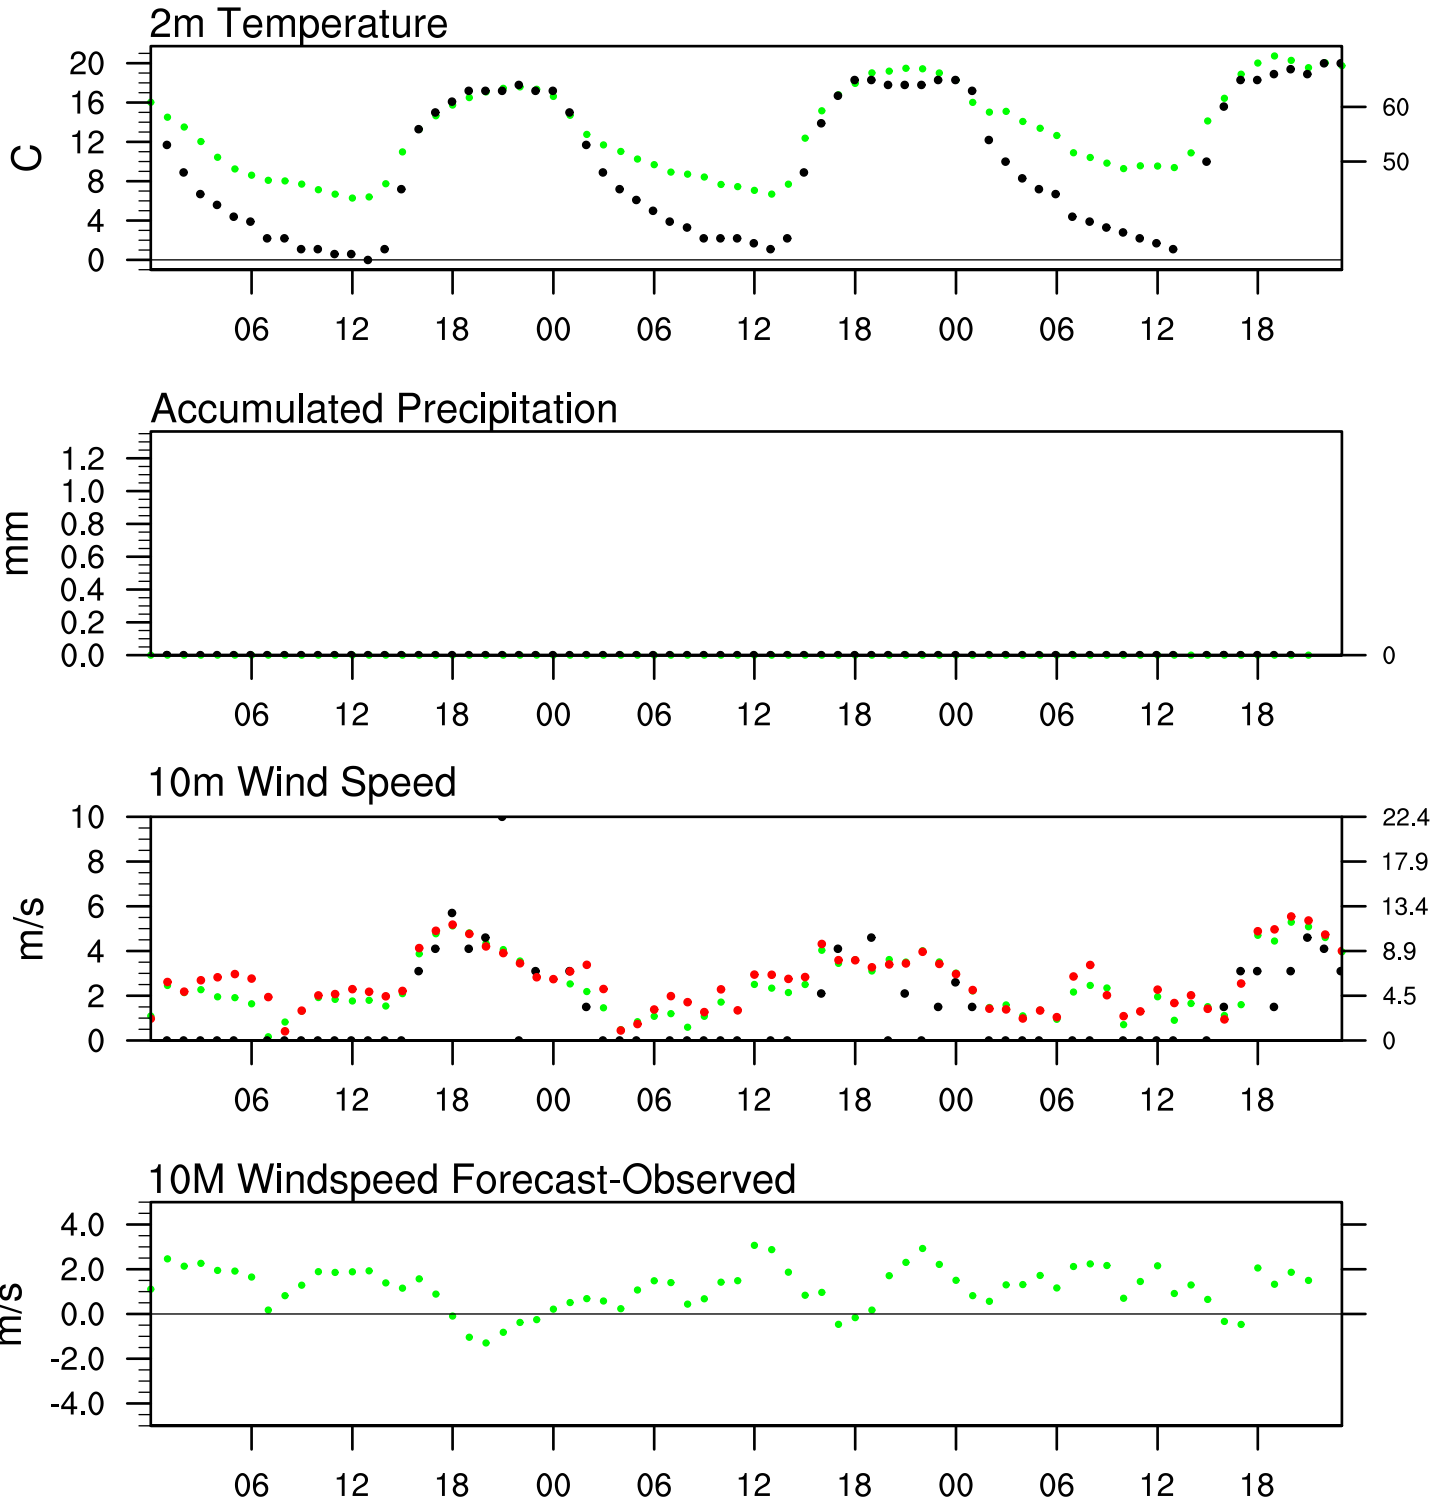 2m Temperature
20
16
12
8
4
0
C
60
50
06 12 18 00 06 12 18 00 06 12 18
Accumulated Precipitation
1.2
1.0
0.8
0.6
0.4
0.2
0.0
mm
0
06 12 18 00 06 12 18 00 06 12 18
10m Wind Speed
10
8
6
4
2
0
m/s
22.4
17.9
13.4
8.9
4.5
0
06 12 18 00 06 12 18 00 06 12 18
10M Windspeed Forecast-Observed
4.0
2.0
0.0
-2.0
-4.0
m/s
06 12 18 00 06 12 18 00 06 12 18